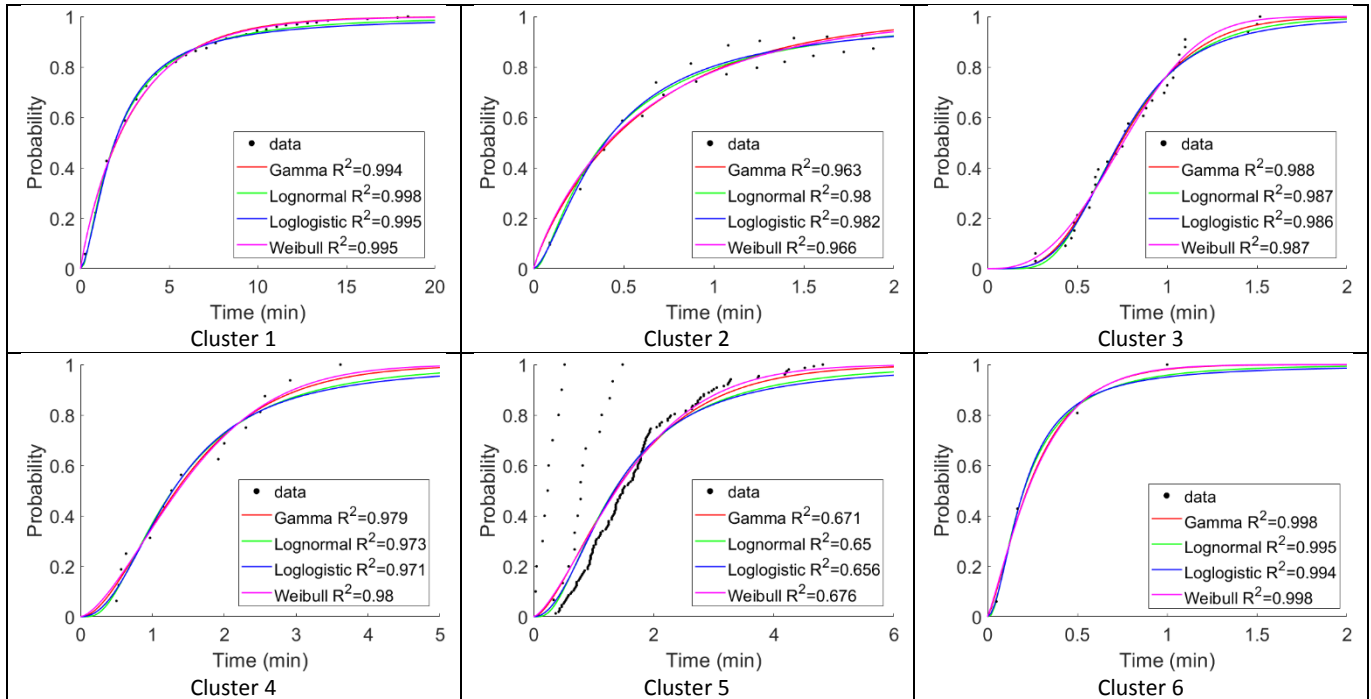 1
0.8
0.6
0.4
0.2
0
Probability
data
Gamma R²=0.994
Lognormal R²=0.998
Loglogistic R²=0.995
Weibull R²=0.995
0 5 10 15 20
Time (min)
Cluster 1
1
0.8
0.6
0.4
0.2
0
Probability
data
Gamma R²=0.963
Lognormal R²=0.98
Loglogistic R²=0.982
Weibull R²=0.966
0 0.5 1 1.5 2
Time (min)
Cluster 2
1
0.8
0.6
0.4
0.2
0
Probability
data
Gamma R²=0.988
Lognormal R²=0.987
Loglogistic R²=0.986
Weibull R²=0.987
0 0.5 1 1.5 2
Time (min)
Cluster 3
1
0.8
0.6
0.4
0.2
0
Probability
data
Gamma R²=0.979
Lognormal R²=0.973
Loglogistic R²=0.971
Weibull R²=0.98
0 1 2 3 4 5
Time (min)
Cluster 4
1
0.8
0.6
0.4
0.2
0
Probability
data
Gamma R²=0.671
Lognormal R²=0.65
Loglogistic R²=0.656
Weibull R²=0.676
0 2 4 6
Time (min)
Cluster 5
1
0.8
0.6
0.4
0.2
0
Probability
data
Gamma R²=0.998
Lognormal R²=0.995
Loglogistic R²=0.994
Weibull R²=0.998
0 0.5 1 1.5 2
Time (min)
Cluster 6